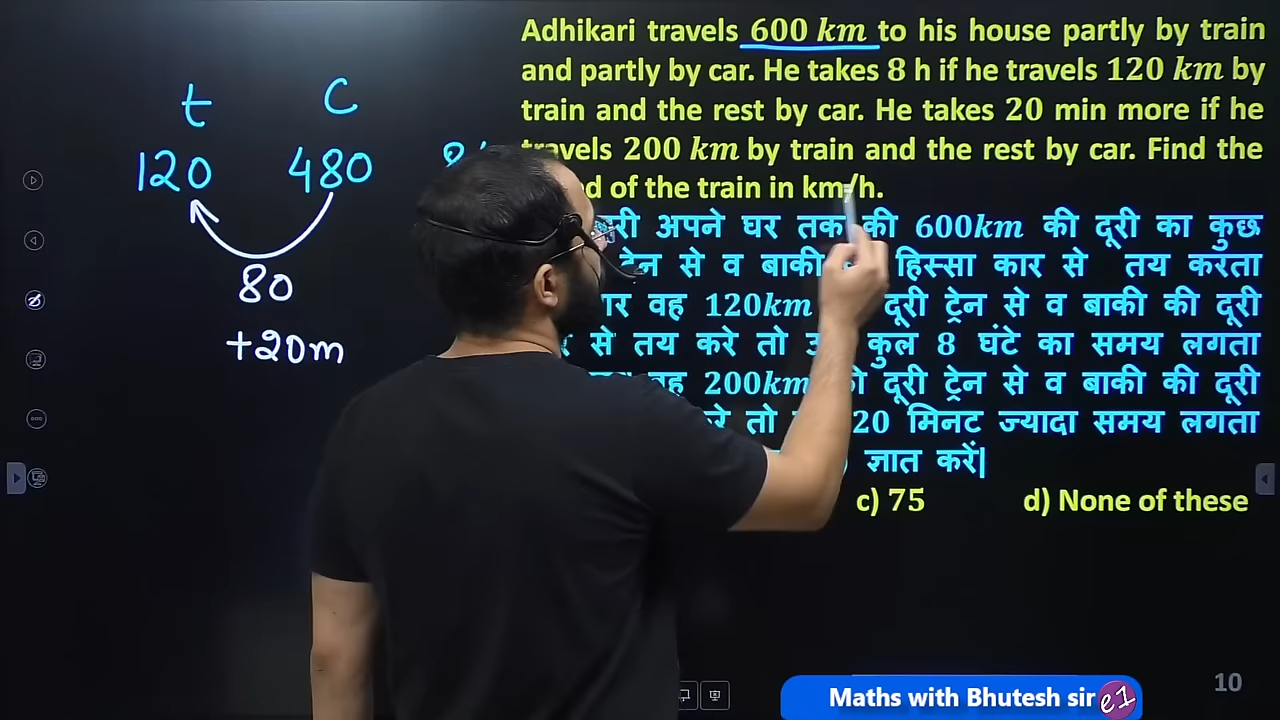 Adhikari travels 600 km to his house partly by train
and partly by car. He takes 8 h if he travels 120 km by
train and the rest by car. He takes 20 min more if he
travels 200 km by train and the rest by car. Find the
of the train in km/h.
अपने घर तक की 600km की दूरी का कुछ
से व बाकी हिस्सा कार से तय करता
वह 120km दूरी ट्रेन से व बाकी की दूरी
से तय करे तो कुल 8 घंटे का समय लगता
200km दूरी ट्रेन से व बाकी की दूरी
तो 20 मिनट ज्यादा समय लगता
ज्ञात करें|
c) 75 d) None of these
t c
120 480
80
+20m
Maths with Bhutesh sir e1
10